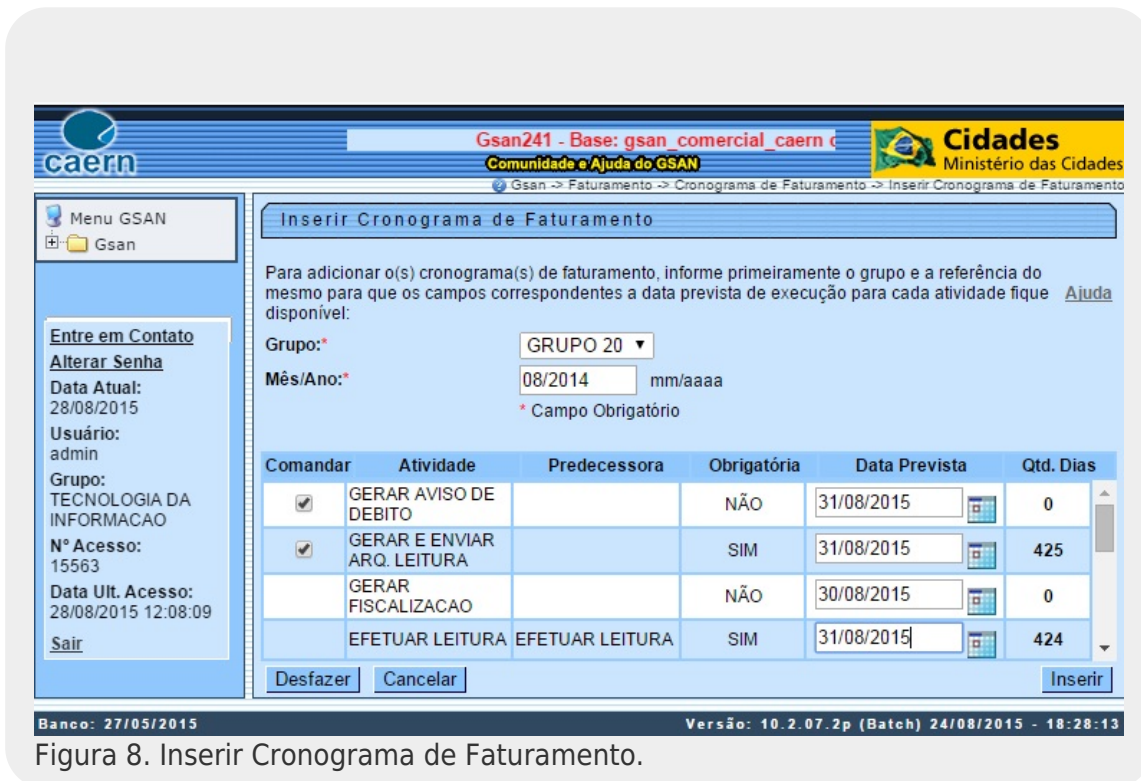 caern
Gsan241 - Base: gsan_comercial_caern
Comunidade e Ajuda do GSAN
Cidades
Ministério das Cidades
Gsan -> Faturamento -> Cronograma de Faturamento -> Inserir Cronograma de Faturamento
Menu GSAN
Gsan
Entre em Contato
Alterar Senha
Data Atual:
28/08/2015
Usuário:
admin
Grupo:
TECNOLOGIA DA
INFORMACAO
Nº Acesso:
15563
Data Ult. Acesso:
28/08/2015 12:08:09
Sair
Inserir Cronograma de Faturamento
Para adicionar o(s) cronograma(s) de faturamento, informe primeiramente o grupo e a referência do
mesmo para que os campos correspondentes a data prevista de execução para cada atividade fique Ajuda
disponível:
Grupo:* GRUPO 20
Mês/Ano:* 08/2014 mm/aaaa
* Campo Obrigatório
Comandar Atividade Predecessora Obrigatória Data Prevista Qtd. Dias
GERAR AVISO DE
DEBITO NÃO 31/08/2015 0
GERAR E ENVIAR
ARQ. LEITURA SIM 31/08/2015 425
GERAR
FISCALIZACAO NÃO 30/08/2015 0
EFETUAR LEITURA EFETUAR LEITURA SIM 31/08/2015 424
Desfazer Cancelar Inserir
Banco: 27/05/2015 Versão: 10.2.07.2p (Batch) 24/08/2015 - 18:28:13
Figura 8. Inserir Cronograma de Faturamento.